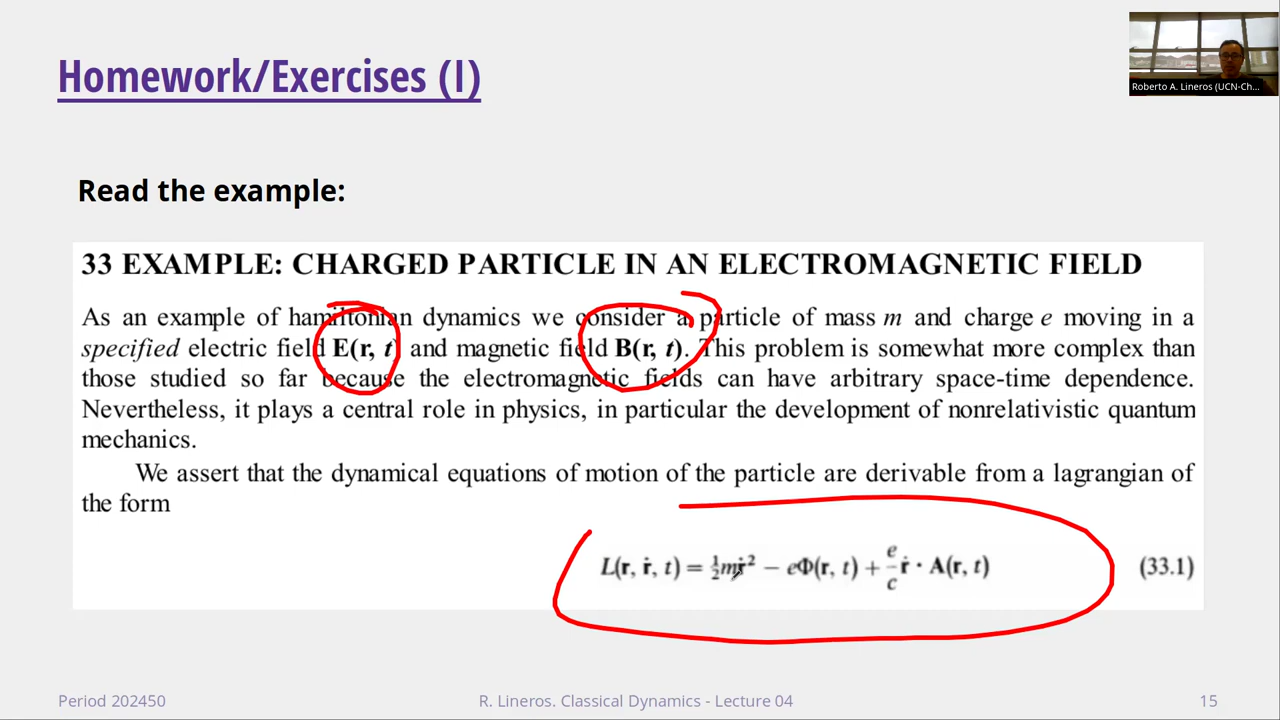 Homework/Exercises (I)
Roberto A. Lineros (UCN-Ch...
Read the example:
33 EXAMPLE: CHARGED PARTICLE IN AN ELECTROMAGNETIC FIELD
As an example of hamiltonian dynamics we consider a particle of mass m and charge e moving in a
specified electric field E(r, t) and magnetic field B(r, t). This problem is somewhat more complex than
those studied so far because the electromagnetic fields can have arbitrary space-time dependence.
Nevertheless, it plays a central role in physics, in particular the development of nonrelativistic quantum
mechanics.
We assert that the dynamical equations of motion of the particle are derivable from a lagrangian of
the form
L(r, ṙ, t) = ½mṙ² − eΦ(r, t) + e/c ṙ · A(r, t) (33.1)
Period 202450
R. Lineros. Classical Dynamics - Lecture 04
15